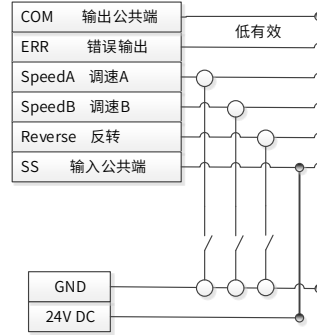 COM 输出公共端
低有效
ERR 错误输出
SpeedA 调速A
SpeedB 调速B
Reverse 反转
SS 输入公共端
GND
24V DC